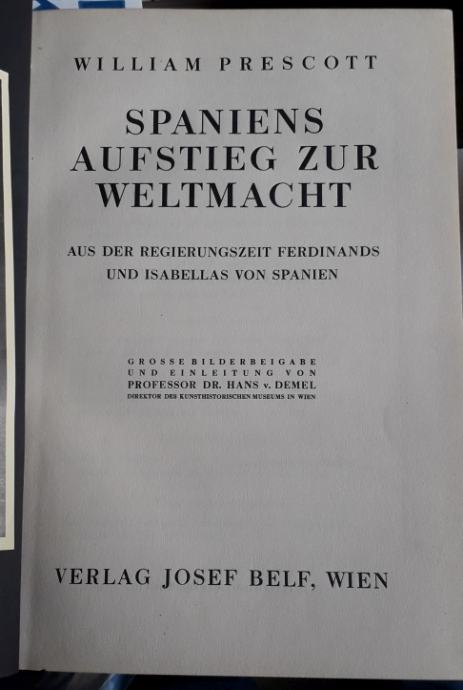 WILLIAM PRESCOTT
SPANIENS
AUFSTIEG ZUR
WELTMACHT
AUS DER REGIERUNGSZEIT FERDINANDS
UND ISABELLAS VON SPANIEN
GROSSE BILDERBEIGABE
UND EINLEITUNG VON
PROFESSOR DR. HANS v. DEMEL
DIREKTOR DES KUNSTHISTORISCHEN MUSEUMS IN WIEN
VERLAG JOSEF BELF, WIEN